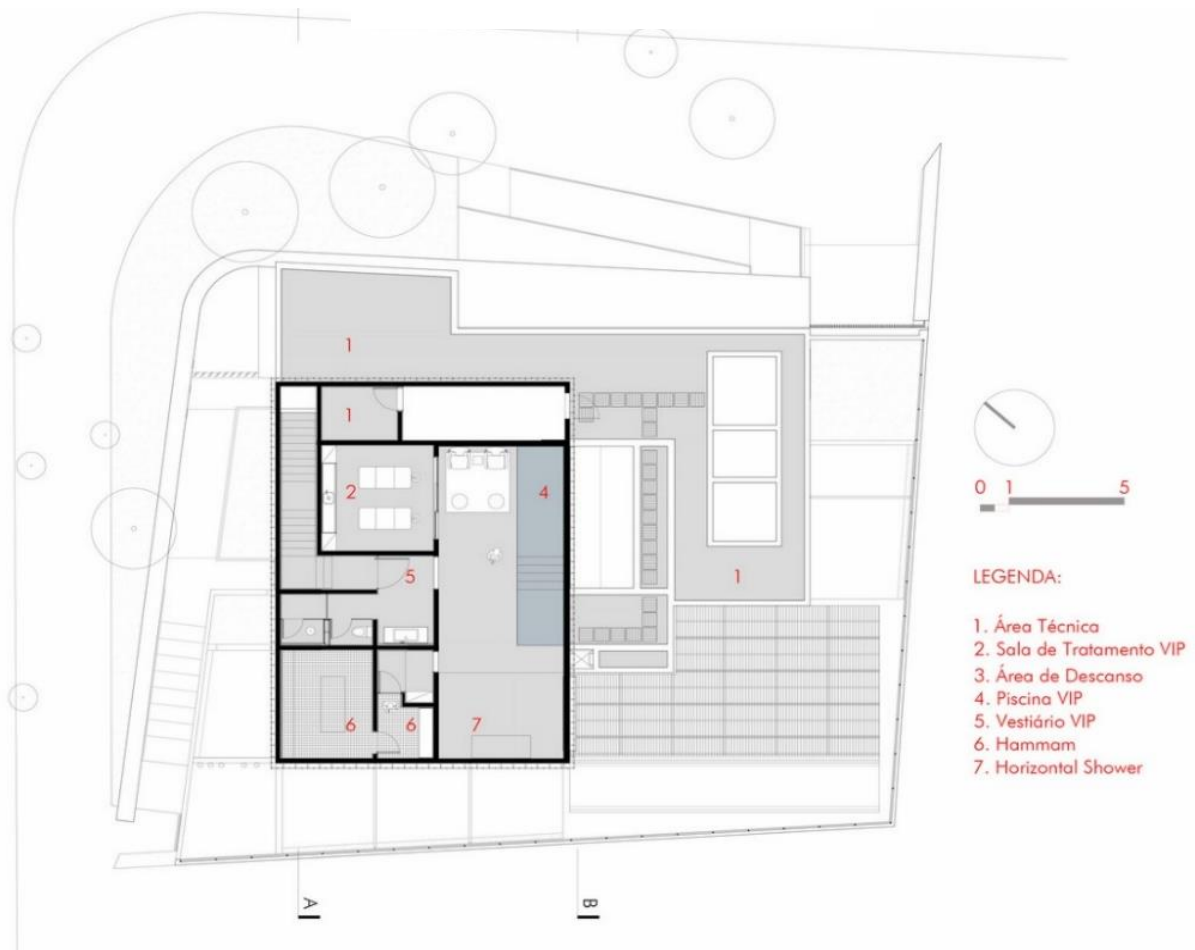 1
1
2
4
5
1
6
6
7
A
B
0 1 5
LEGENDA:
1. Área Técnica
2. Sala de Tratamento VIP
3. Área de Descanso
4. Piscina VIP
5. Vestiário VIP
6. Hammam
7. Horizontal Shower